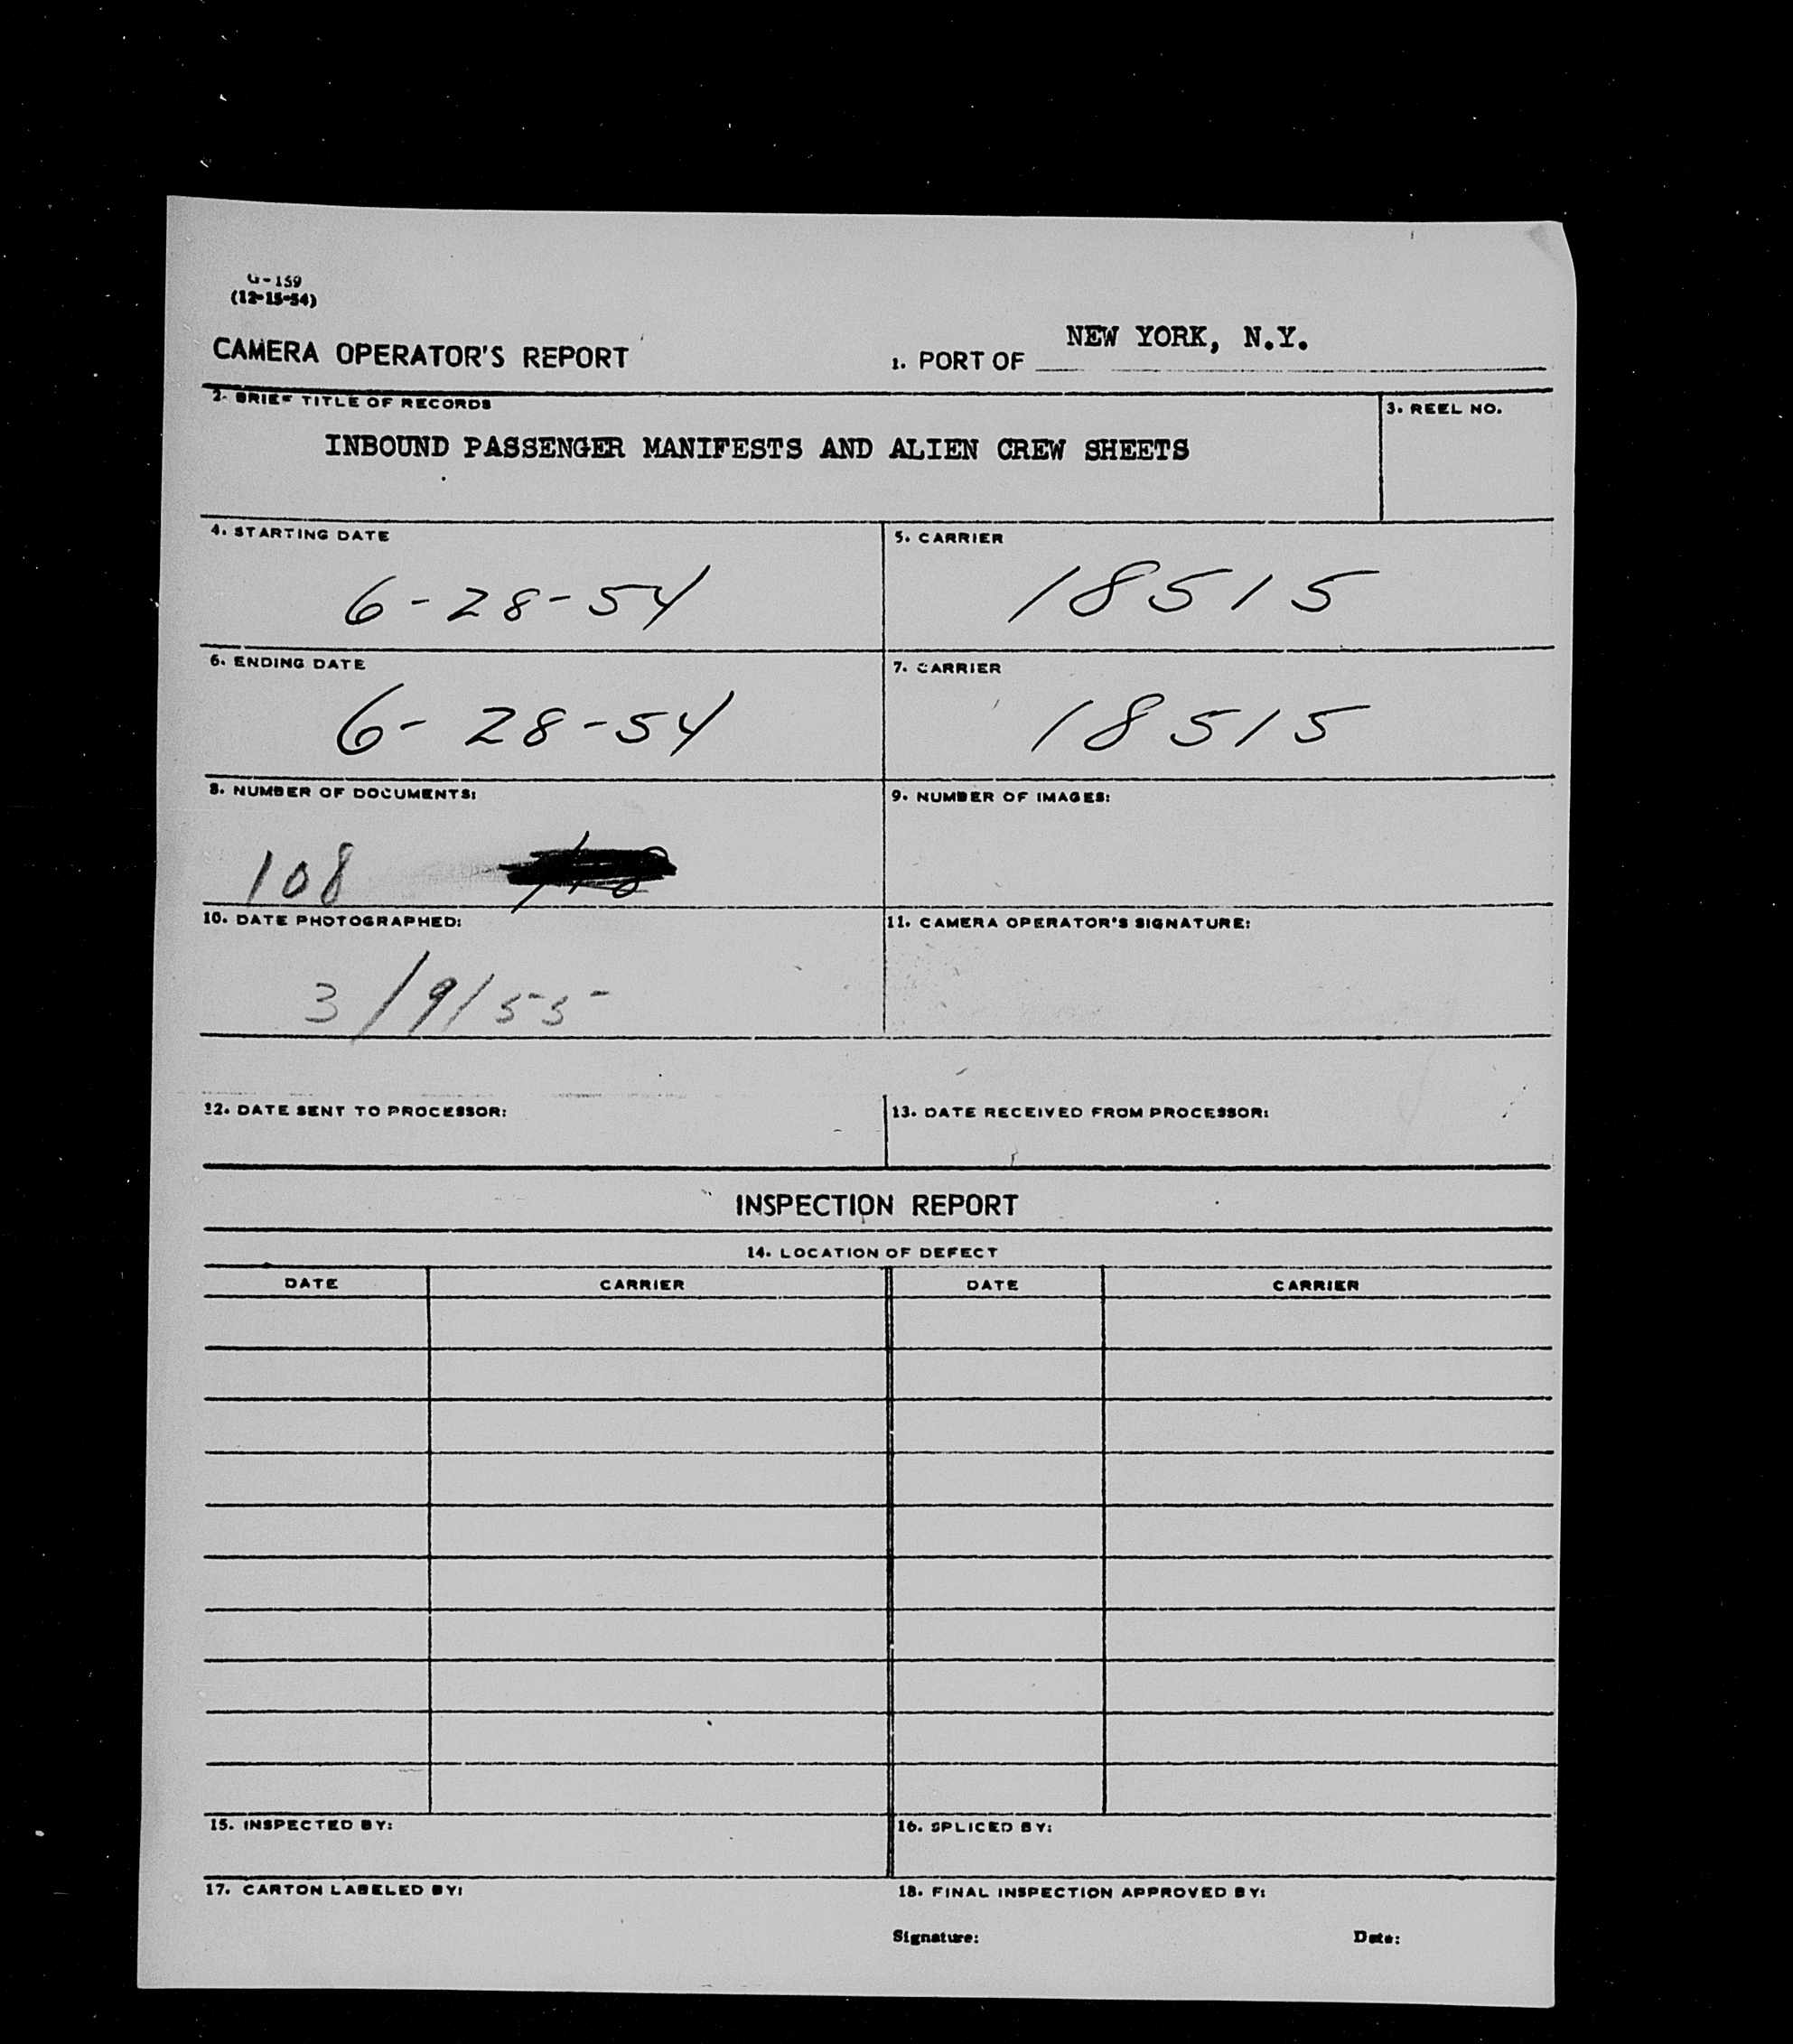 G-159
(12-15-54)
CAMERA OPERATOR'S REPORT
1. PORT OF NEW YORK, N.Y.
2. BRIEF TITLE OF RECORDS
3. REEL NO.
INBOUND PASSENGER MANIFESTS AND ALIEN CREW SHEETS
4. STARTING DATE
5. CARRIER
6-28-54
18515
6. ENDING DATE
7. CARRIER
6-28-54
18515
8. NUMBER OF DOCUMENTS:
9. NUMBER OF IMAGES:
108
10. DATE PHOTOGRAPHED:
11. CAMERA OPERATOR'S SIGNATURE:
3/9/55
12. DATE SENT TO PROCESSOR:
13. DATE RECEIVED FROM PROCESSOR:
INSPECTION REPORT
14. LOCATION OF DEFECT
DATE CARRIER DATE CARRIER
15. INSPECTED BY:
16. SPLICED BY:
17. CARTON LABELED BY:
18. FINAL INSPECTION APPROVED BY:
Signature: Date: